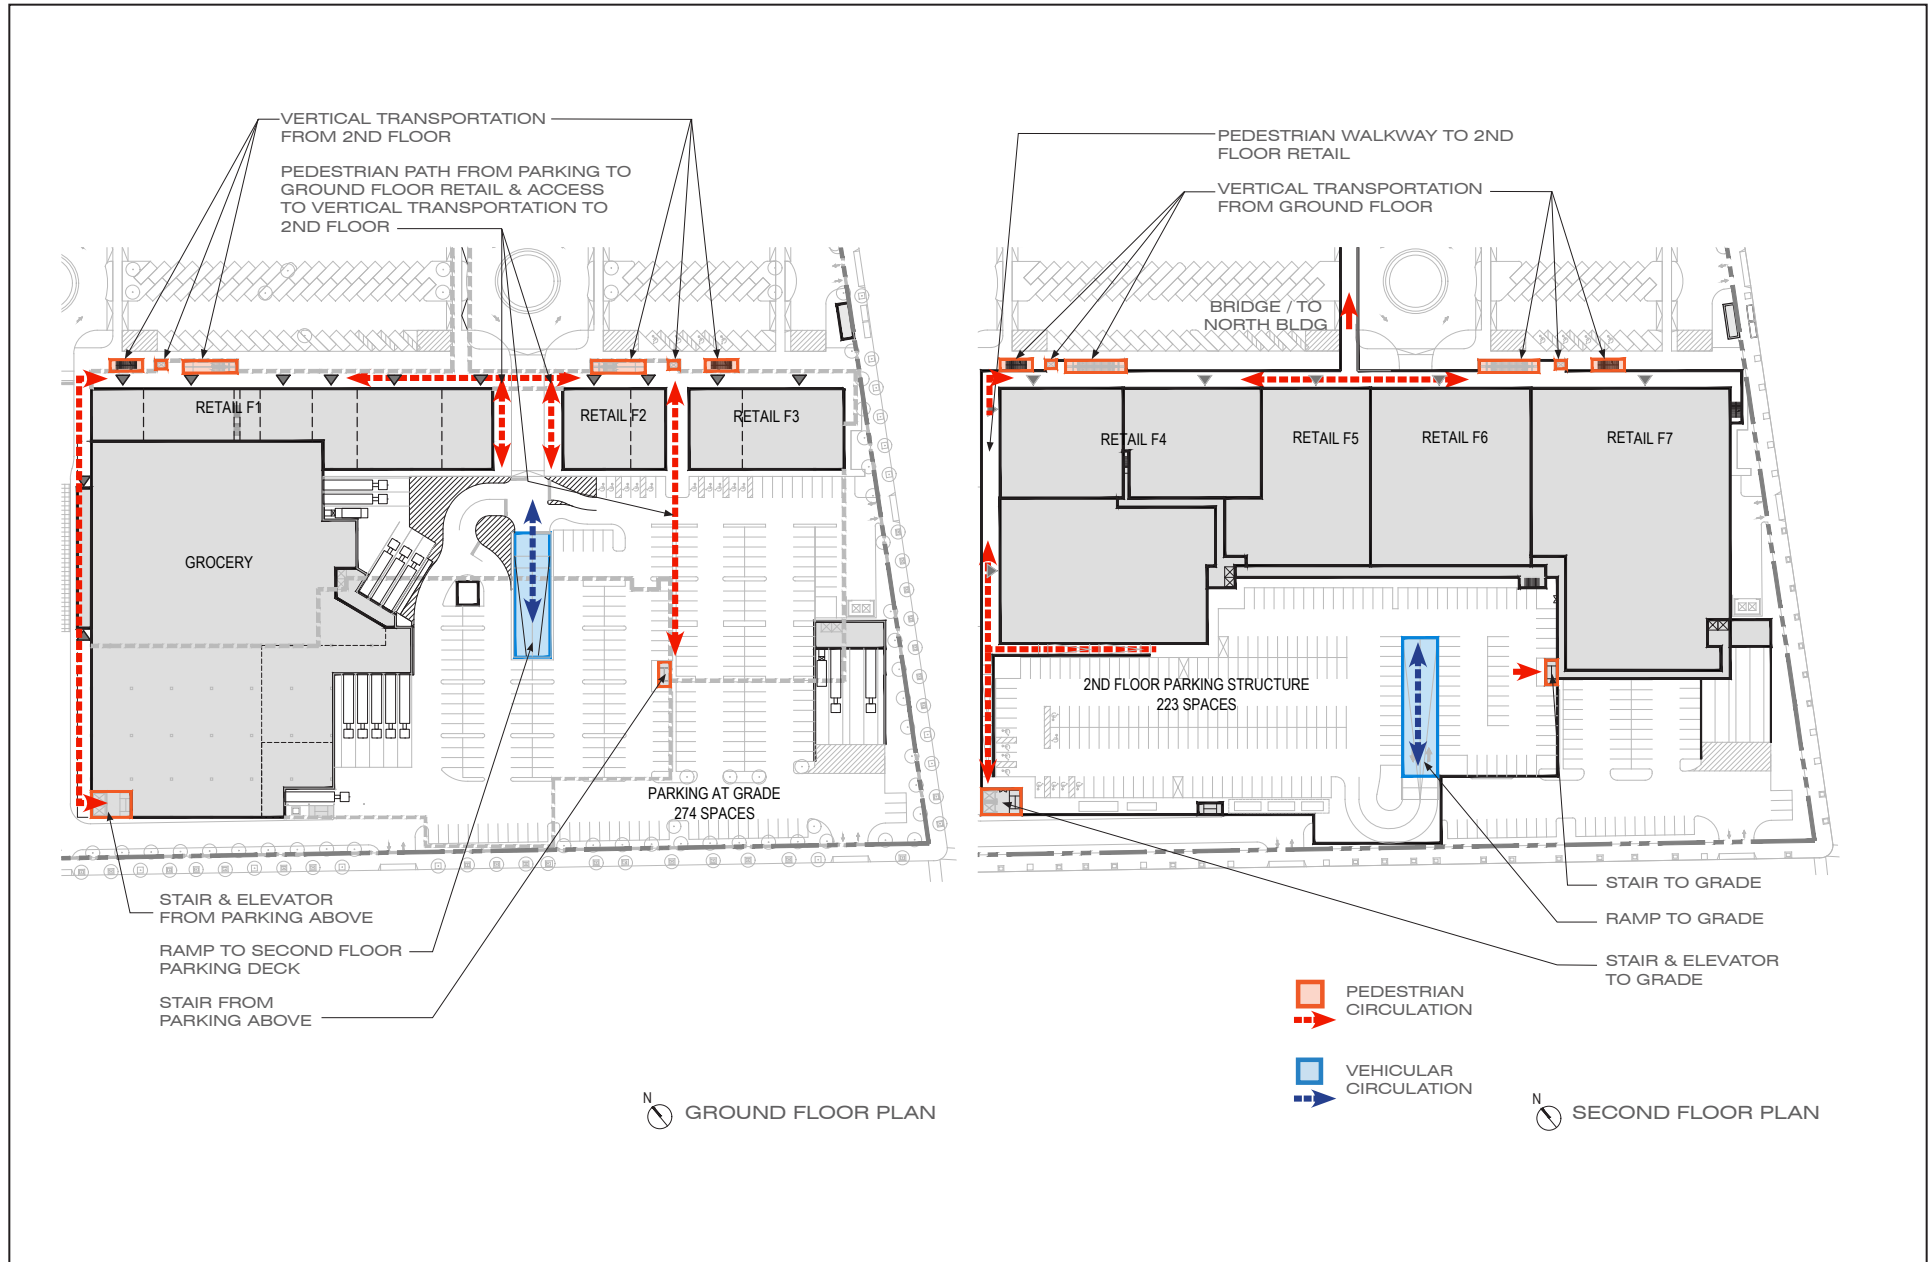 VERTICAL TRANSPORTATION
FROM 2ND FLOOR
PEDESTRIAN PATH FROM PARKING TO
GROUND FLOOR RETAIL & ACCESS
TO VERTICAL TRANSPORTATION TO
2ND FLOOR
RETAIL F1
RETAIL F2
RETAIL F3
GROCERY
PARKING AT GRADE
274 SPACES
STAIR & ELEVATOR
FROM PARKING ABOVE
RAMP TO SECOND FLOOR
PARKING DECK
STAIR FROM
PARKING ABOVE
N
GROUND FLOOR PLAN
PEDESTRIAN WALKWAY TO 2ND
FLOOR RETAIL
VERTICAL TRANSPORTATION
FROM GROUND FLOOR
BRIDGE / TO
NORTH BLDG
RETAIL F4
RETAIL F5
RETAIL F6
RETAIL F7
2ND FLOOR PARKING STRUCTURE
223 SPACES
STAIR TO GRADE
RAMP TO GRADE
STAIR & ELEVATOR
TO GRADE
PEDESTRIAN
CIRCULATION
VEHICULAR
CIRCULATION
N
SECOND FLOOR PLAN